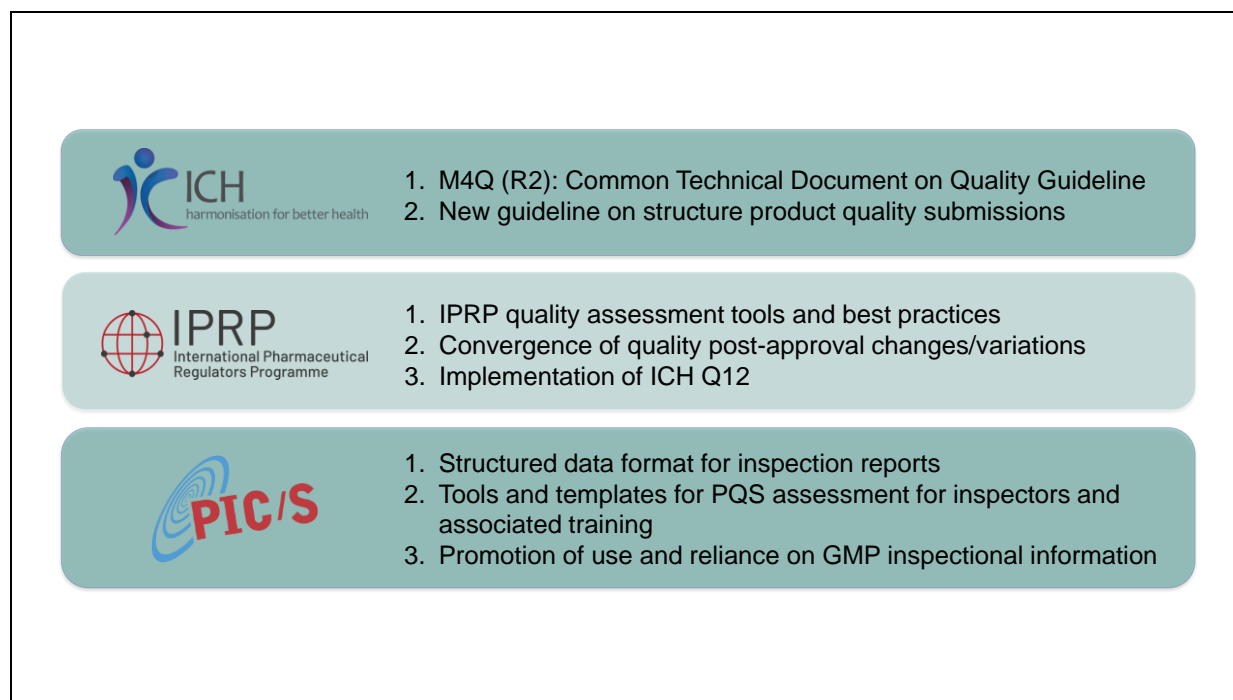 ICH
harmonisation for better health
1. M4Q (R2): Common Technical Document on Quality Guideline
2. New guideline on structure product quality submissions
IPRP
International Pharmaceutical
Regulators Programme
1. IPRP quality assessment tools and best practices
2. Convergence of quality post-approval changes/variations
3. Implementation of ICH Q12
PIC/S
1. Structured data format for inspection reports
2. Tools and templates for PQS assessment for inspectors and
associated training
3. Promotion of use and reliance on GMP inspectional information